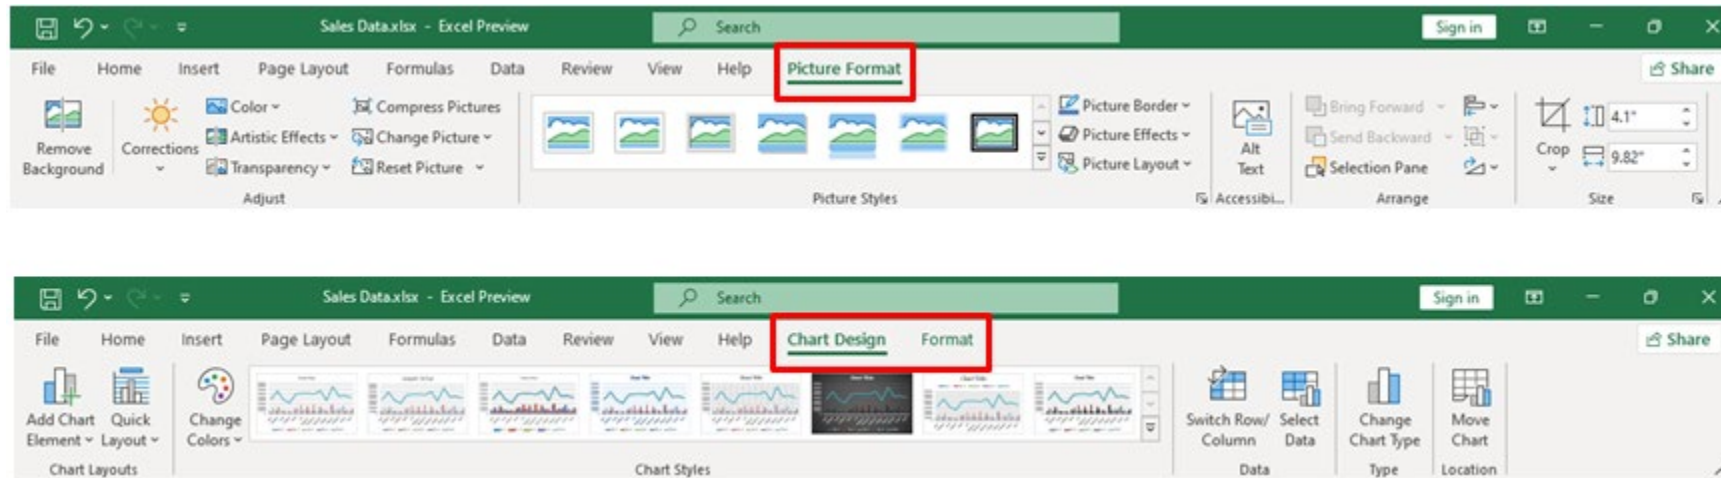 Sales Data.xlsx - Excel Preview Search Sign in
File Home Insert Page Layout Formulas Data Review View Help Picture Format Share
Color Compress Pictures Picture Border Bring Forward 4.1"
Artistic Effects Change Picture Picture Effects Send Backward
Remove Background Corrections Alt Text Crop 9.82"
Transparency Reset Picture Picture Layout Selection Pane
Adjust Picture Styles Accessibi... Arrange Size
Sales Data.xlsx - Excel Preview Search Sign in
File Home Insert Page Layout Formulas Data Review View Help Chart Design Format Share
Add Chart Quick Change Switch Row/ Select Change Move
Element Layout Colors Column Data Chart Type Chart
Chart Layouts Chart Styles Data Type Location